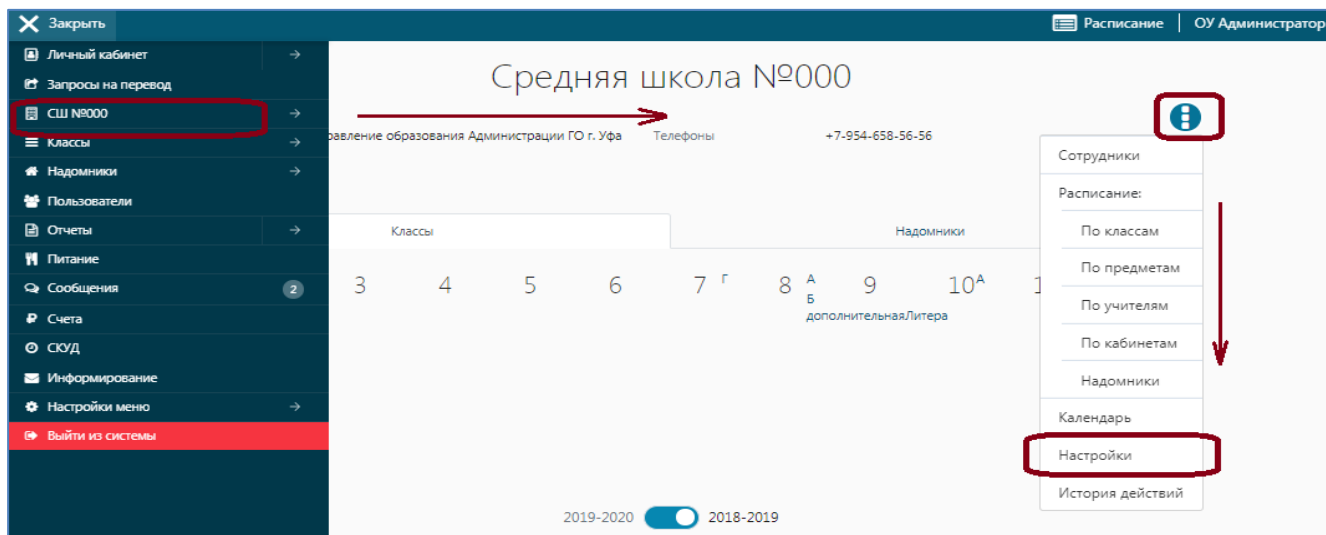 Закрыть
Расписание
ОУ Администратор
Личный кабинет
Запросы на перевод
СШ №000
Классы
Надомники
Пользователи
Отчеты
Питание
Сообщения 2
Счета
СКУД
Информирование
Настройки меню
Выйти из системы
Средняя школа №000
равление образования Администрации ГО г. Уфа Телефоны +7-954-658-56-56
Классы Надомники
3 4 5 6 7 Г 8 А 9 10 А 1
Б
дополнительнаяЛитера
2019-2020 2018-2019
Сотрудники
Расписание:
По классам
По предметам
По учителям
По кабинетам
Надомники
Календарь
Настройки
История действий